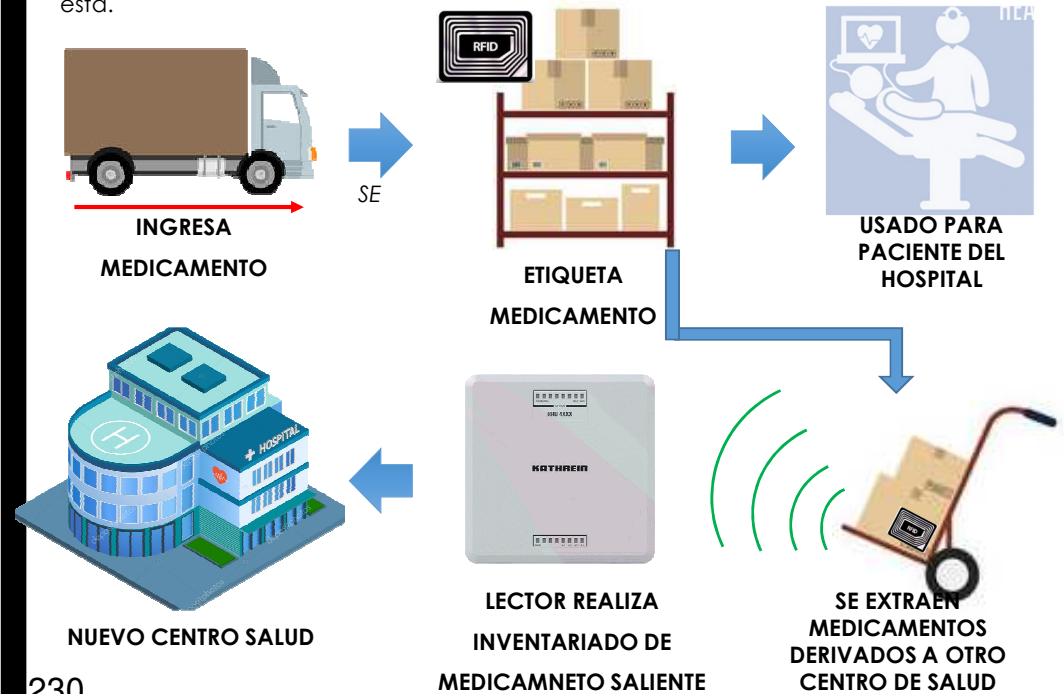 esta.
RFID
SE
INGRESA
MEDICAMENTO
ETIQUETA
MEDICAMENTO
USADO PARA
PACIENTE DEL
HOSPITAL
H
+ HOSPITAL
KATHREIN
RFID
NUEVO CENTRO SALUD
LECTOR REALIZA
INVENTARIADO DE
MEDICAMNETO SALIENTE
SE EXTRAEN
MEDICAMENTOS
DERIVADOS A OTRO
CENTRO DE SALUD
230